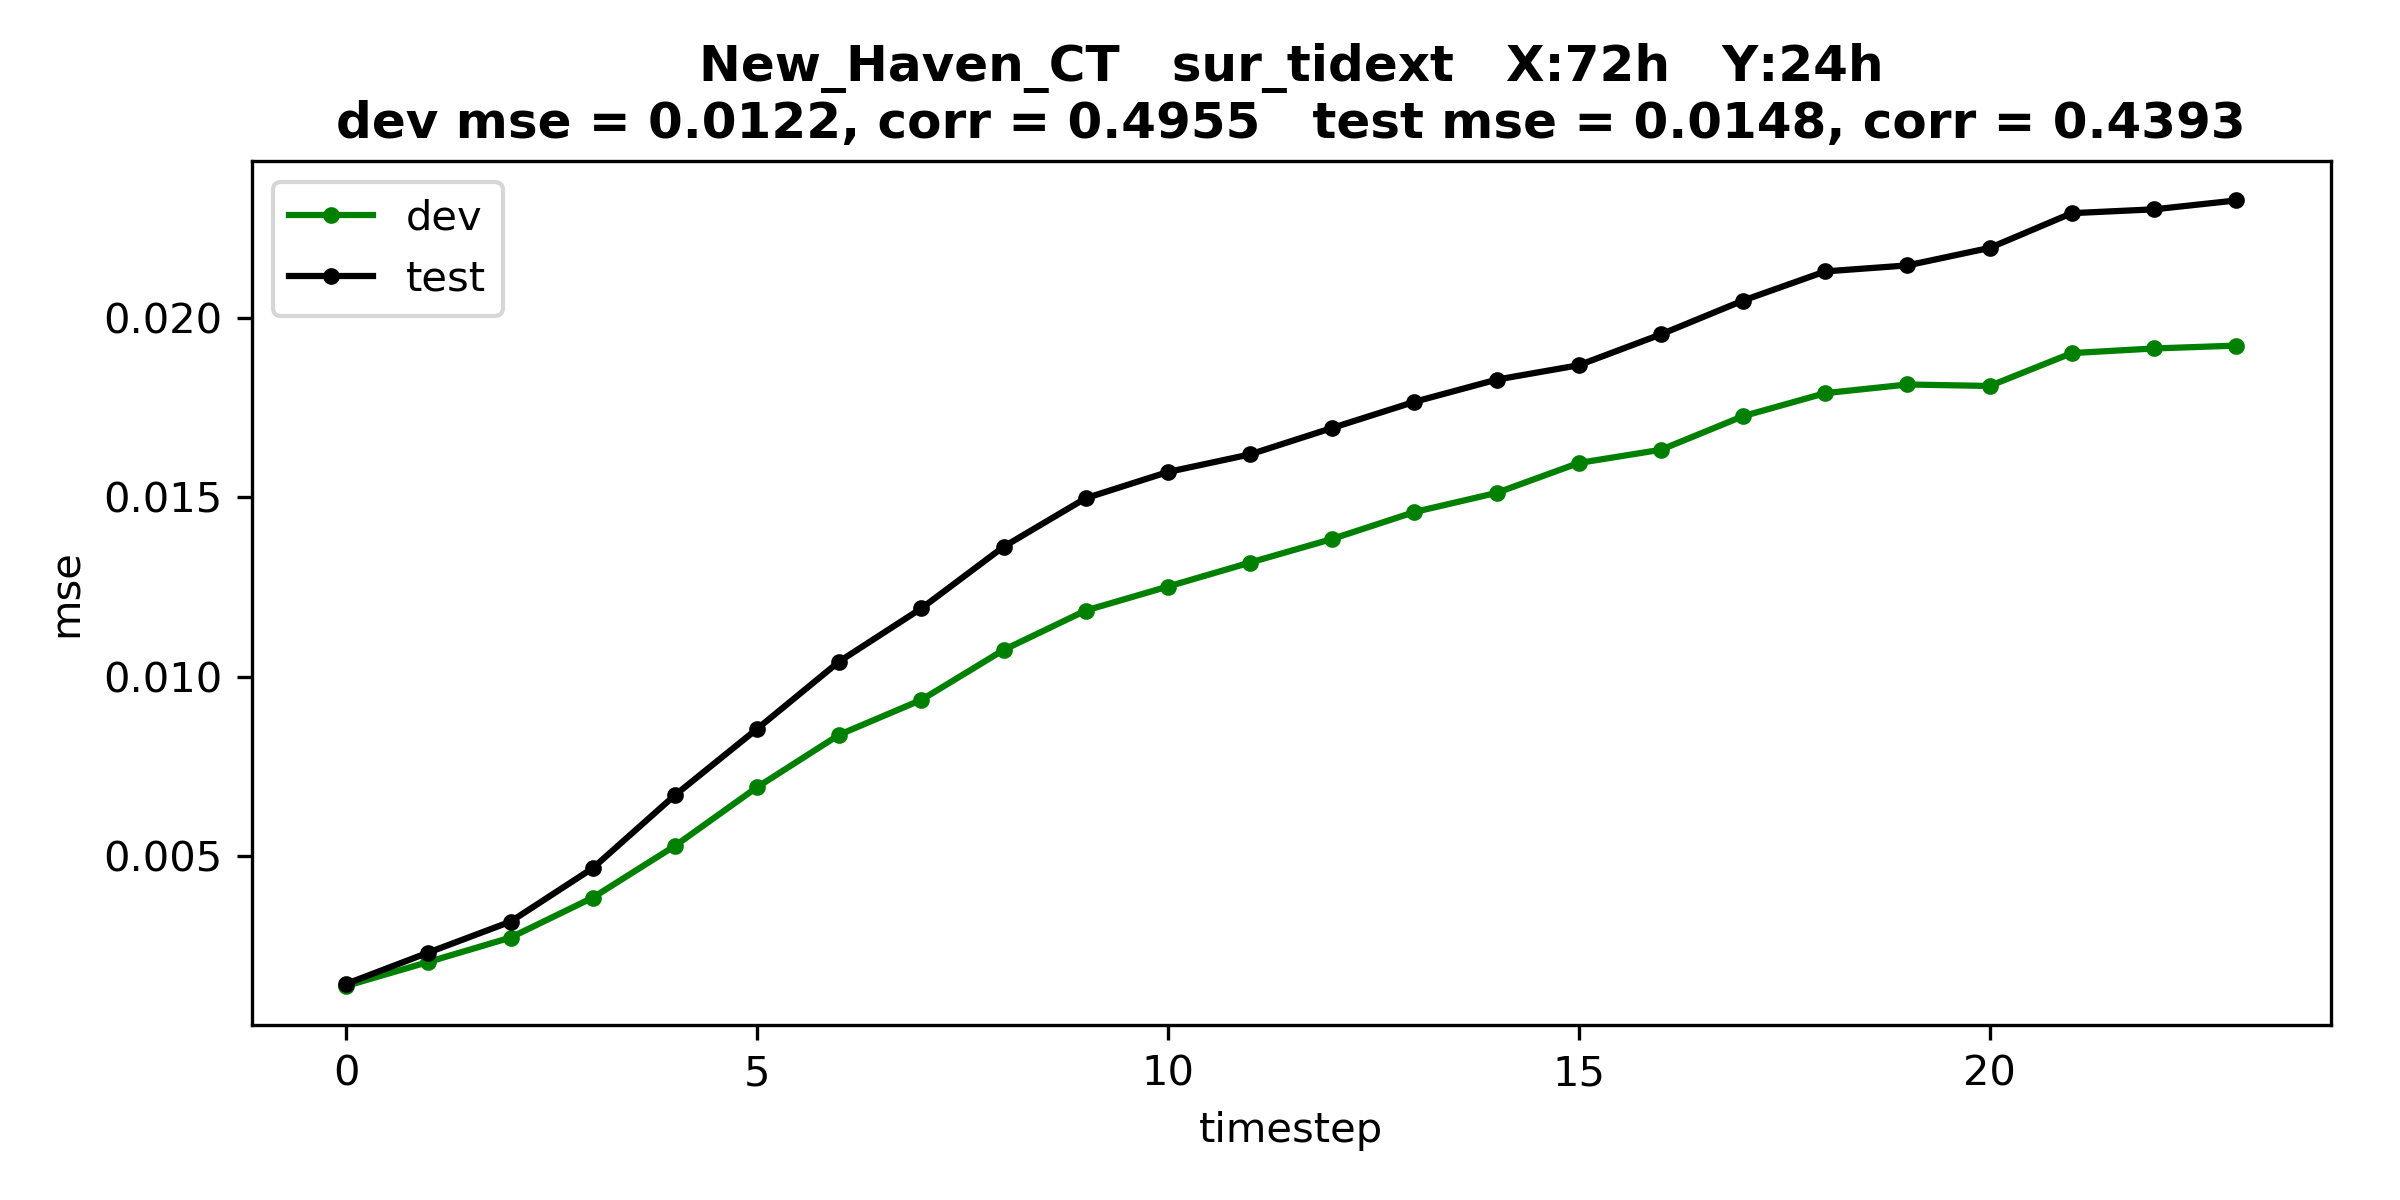 New_Haven_CT   sur_tidext   X:72h   Y:24h
dev mse = 0.0122, corr = 0.4955   test mse = 0.0148, corr = 0.4393
dev
test
0.020
0.015
0.010
0.005
mse
0 5 10 15 20
timestep